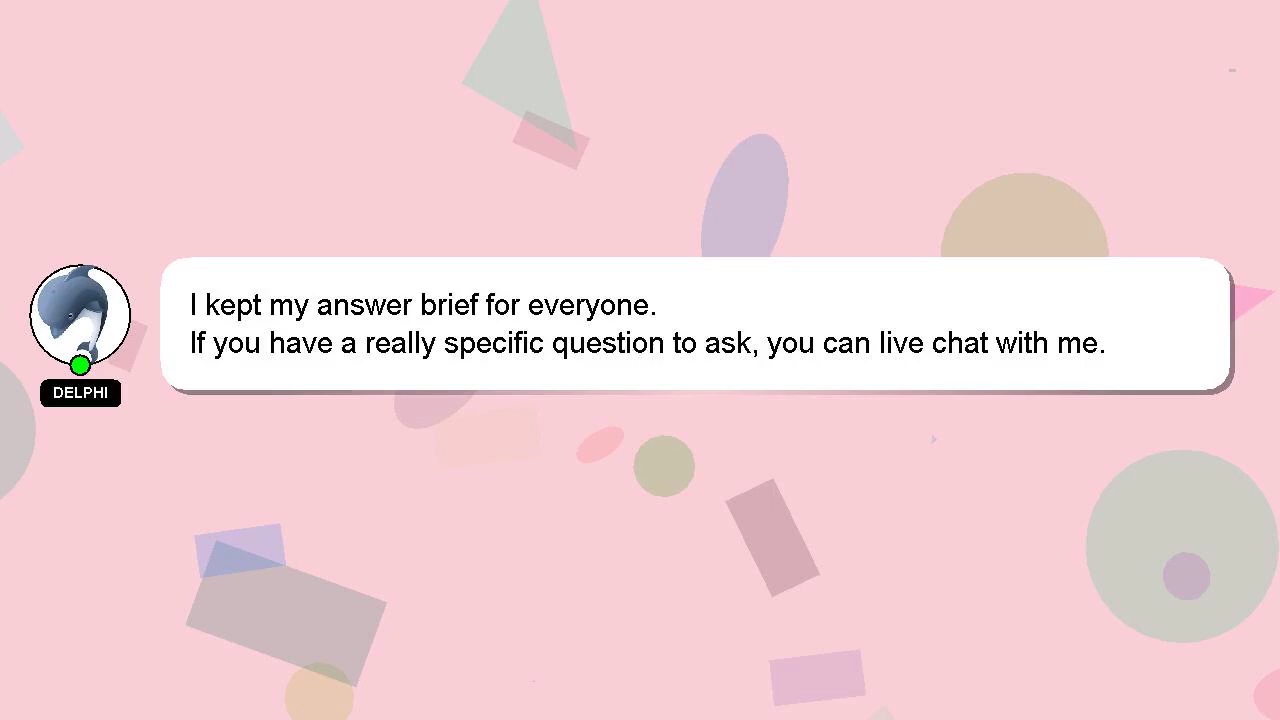 I kept my answer brief for everyone.
If you have a really specific question to ask, you can live chat with me.
DELPHI